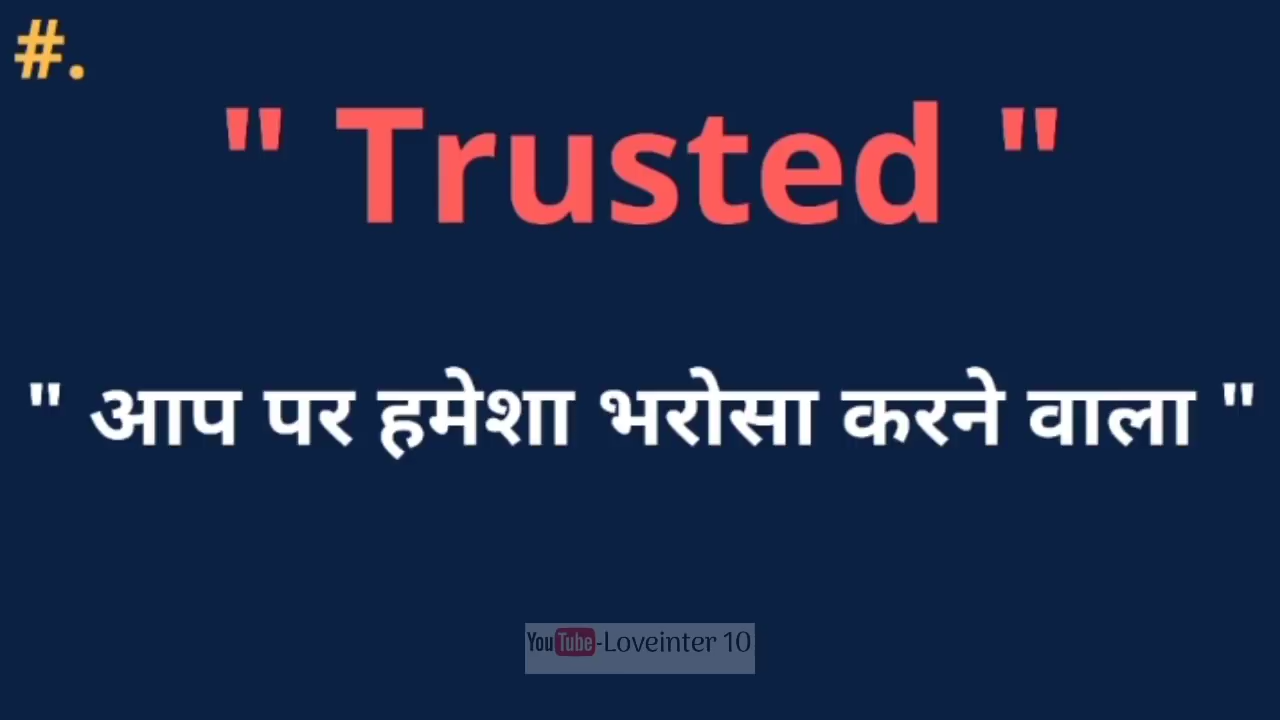 #.
" Trusted "
" आप पर हमेशा भरोसा करने वाला "
YouTube-Loveinter 10